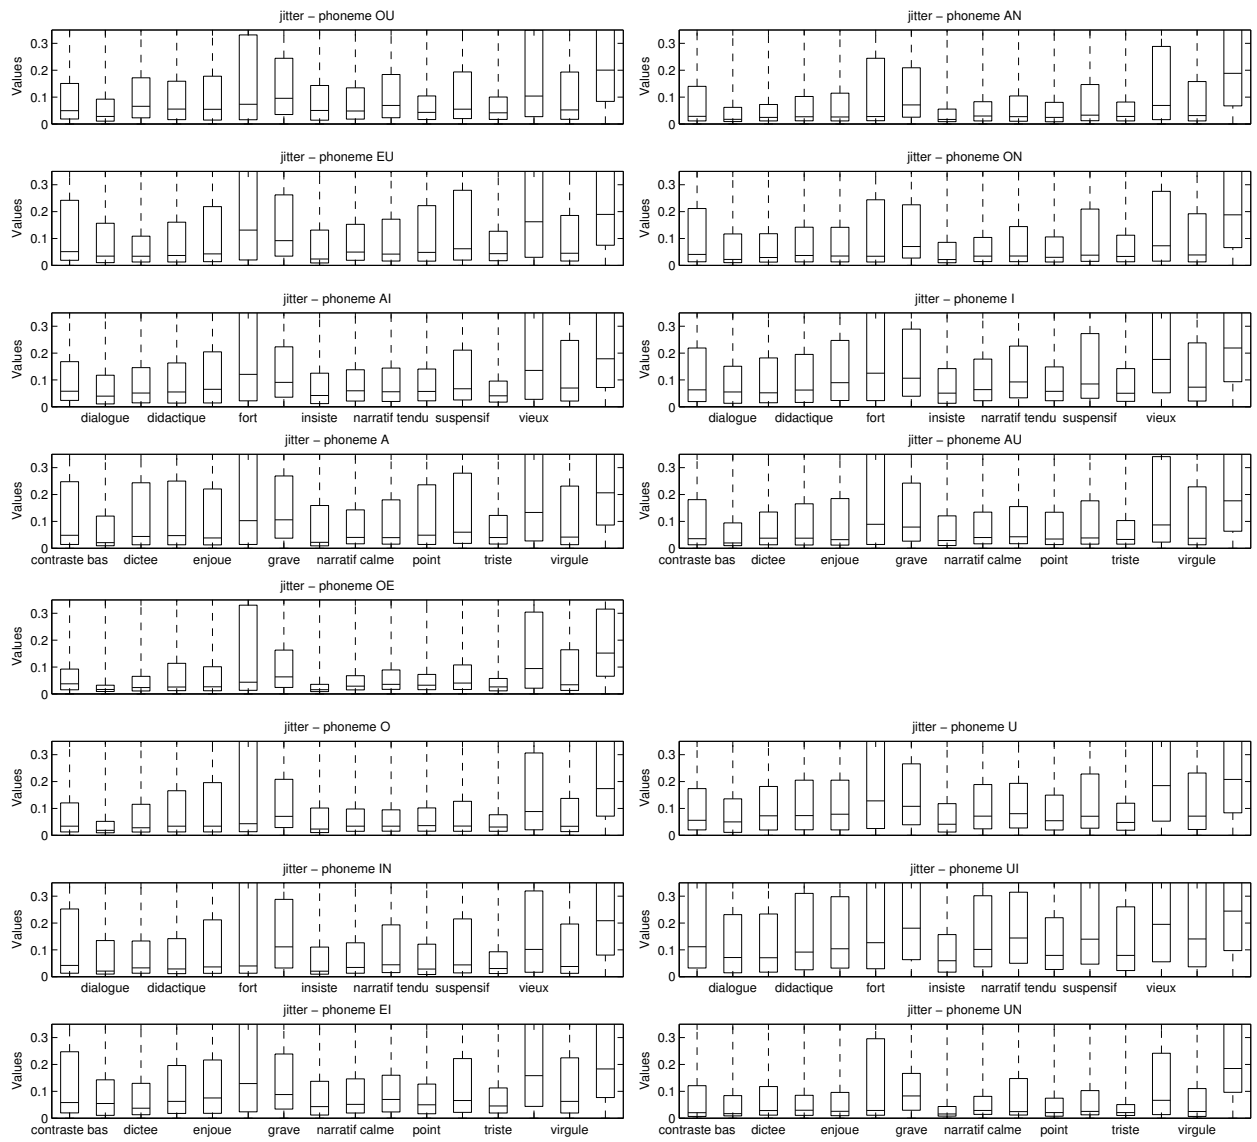 jitter – phoneme OU
Values
0.3
0.2
0.1
0
jitter – phoneme AN
0.3
0.2
0.1
0
jitter – phoneme EU
Values
0.3
0.2
0.1
0
jitter – phoneme ON
0.3
0.2
0.1
0
jitter – phoneme AI
Values
0.3
0.2
0.1
0
dialogue didactique fort insiste narratif tendu suspensif vieux
jitter – phoneme I
0.3
0.2
0.1
0
dialogue didactique fort insiste narratif tendu suspensif vieux
jitter – phoneme A
Values
0.3
0.2
0.1
0
contraste bas dictee enjoue grave narratif calme point triste virgule
jitter – phoneme AU
Values
0.3
0.2
0.1
0
contraste bas dictee enjoue grave narratif calme point triste virgule
jitter – phoneme OE
Values
0.3
0.2
0.1
0
jitter – phoneme O
Values
0.3
0.2
0.1
0
jitter – phoneme U
Values
0.3
0.2
0.1
0
jitter – phoneme IN
Values
0.3
0.2
0.1
0
dialogue didactique fort insiste narratif tendu suspensif vieux
jitter – phoneme UI
Values
0.3
0.2
0.1
0
dialogue didactique fort insiste narratif tendu suspensif vieux
jitter – phoneme EI
Values
0.3
0.2
0.1
0
contraste bas dictee enjoue grave narratif calme point triste virgule
jitter – phoneme UN
Values
0.3
0.2
0.1
0
contraste bas dictee enjoue grave narratif calme point triste virgule